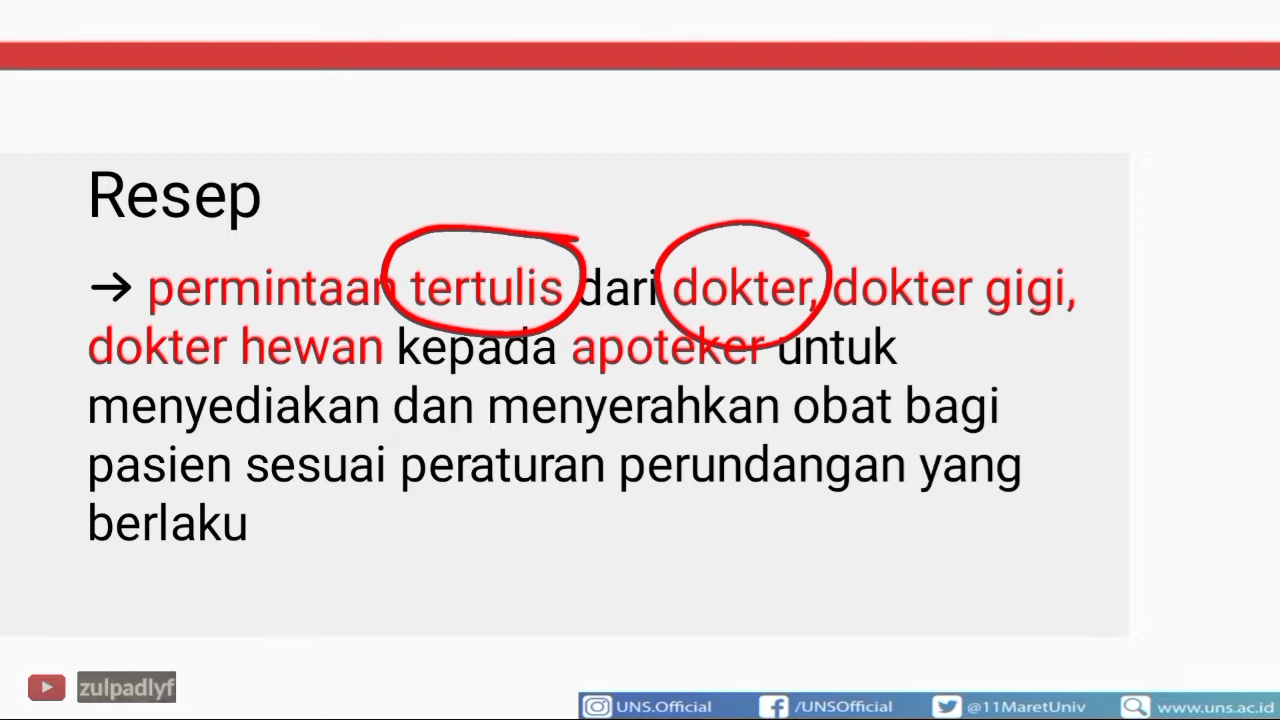 Resep
→ permintaan tertulis dari dokter, dokter gigi,
dokter hewan kepada apoteker untuk
menyediakan dan menyerahkan obat bagi
pasien sesuai peraturan perundangan yang
berlaku
zulpadlyf
UNS.Official /UNSOfficial @11MaretUniv www.uns.ac.id